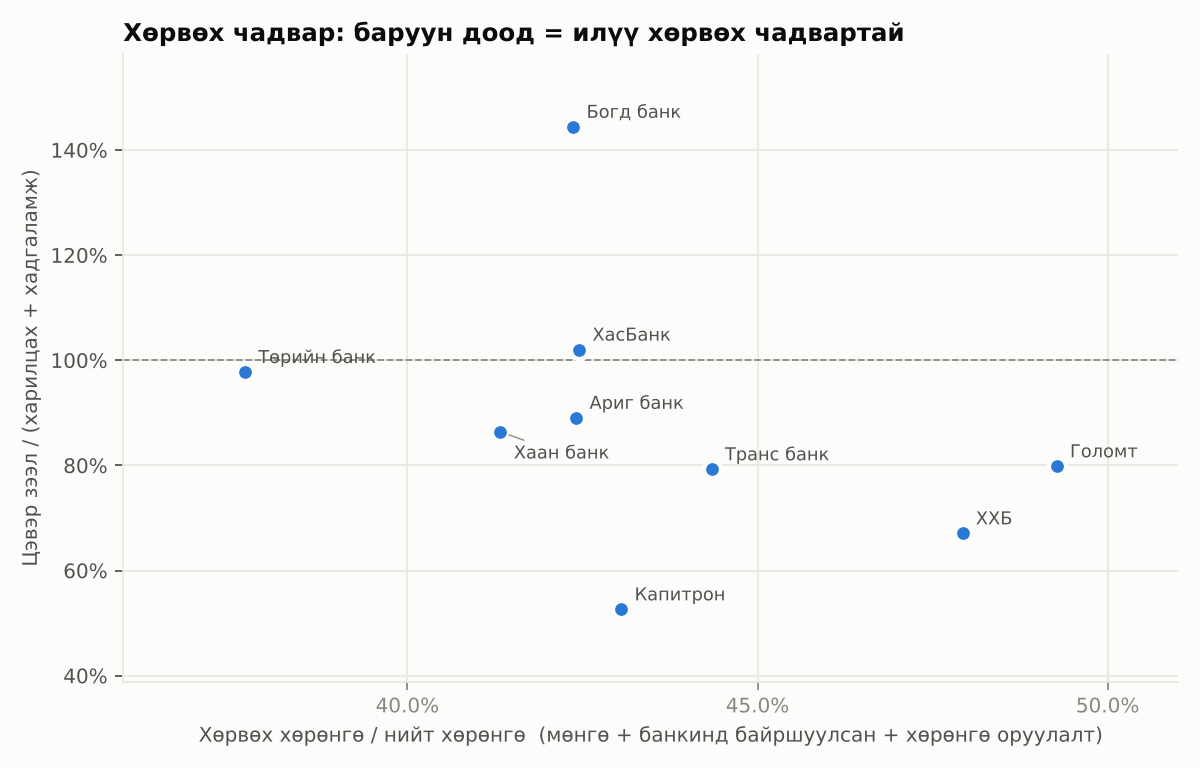 Хөрвөх чадвар: баруун доод = илүү хөрвөх чадвартай
Цэвэр зээл / (харилцах + хадгаламж)
140%
120%
100%
80%
60%
40%
Богд банк
ХасБанк
Төрийн банк
Ариг банк
Хаан банк
Транс банк
Голомт
ХХБ
Капитрон
40.0%
45.0%
50.0%
Хөрвөх хөрөнгө / нийт хөрөнгө (мөнгө + банкинд байршуулсан + хөрөнгө оруулалт)